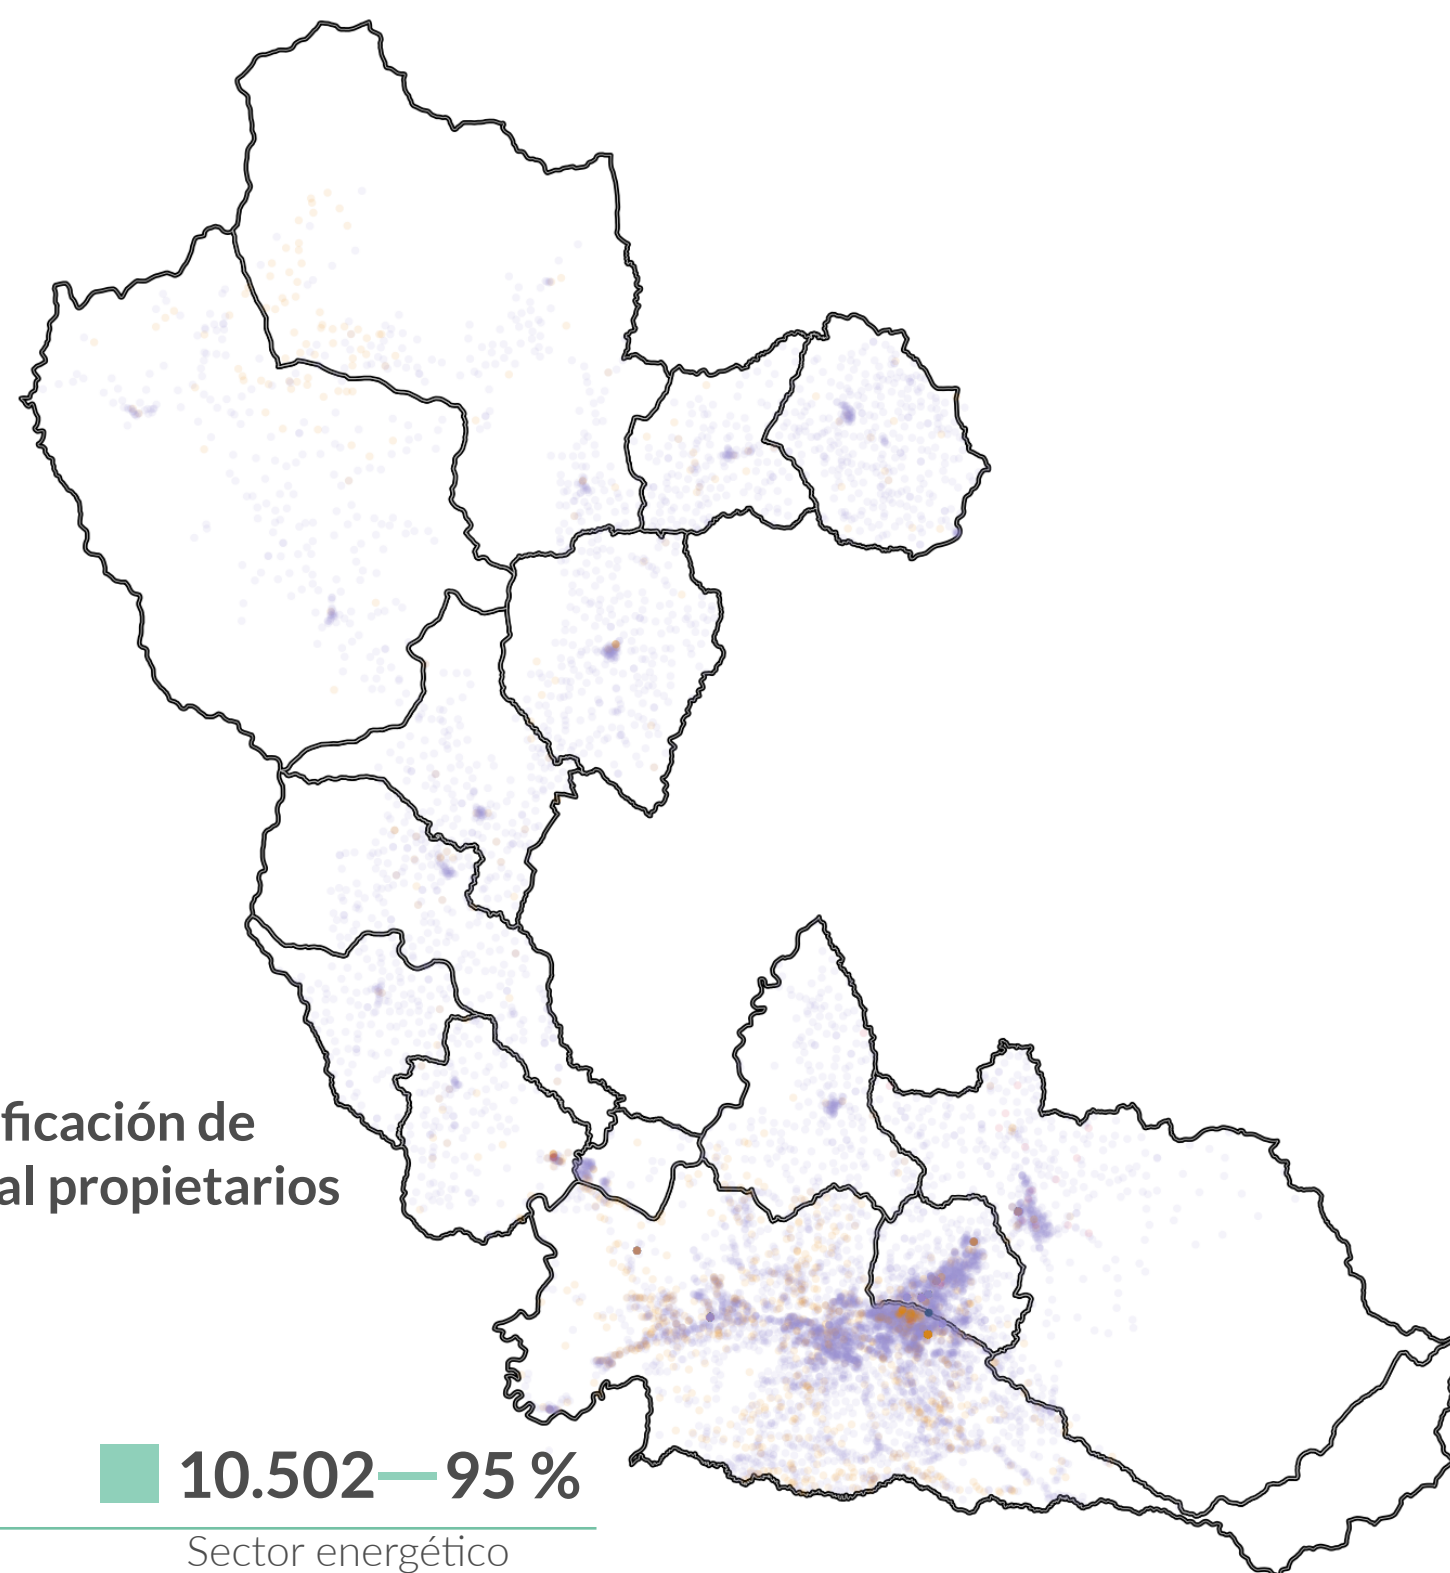 ficación de
al propietarios
10.502—95 %
Sector energético